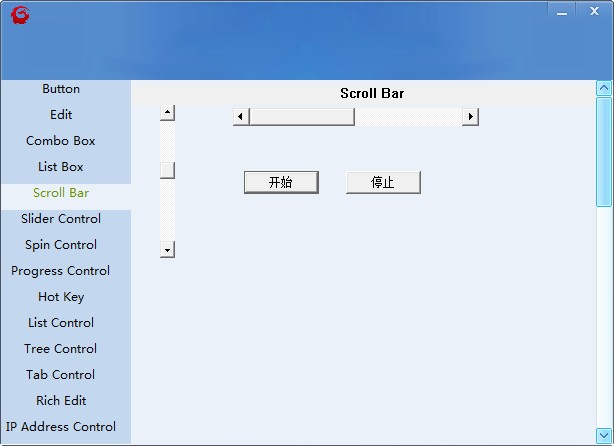 Scroll Bar
Button
Edit
Combo Box
List Box
Scroll Bar
Slider Control
Spin Control
Progress Control
Hot Key
List Control
Tree Control
Tab Control
Rich Edit
IP Address Control
开始
停止